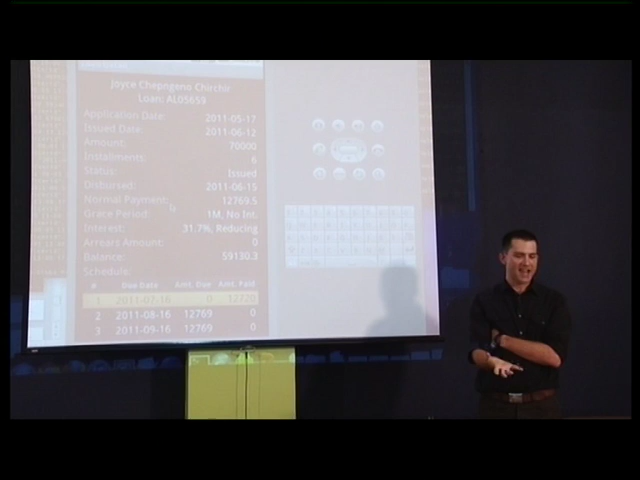 Joyce Chepngeno Chirchir
Loan: AL05659
Application Date: 2011-05-17
Issued Date: 2011-06-12
Amount: 70000
Installments: 6
Status: Issued
Disbursed: 2011-06-15
Normal Payment: 12769.5
Grace Period: 1M, No Int.
Interest: 31.7%, Reducing
Arrears Amount: 0
Balance: 59130.3
Schedule:
# Due Date Amt. Due Amt. Paid
1 2011-07-16 0 12770
2 2011-08-16 12769 0
3 2011-09-16 12769 0